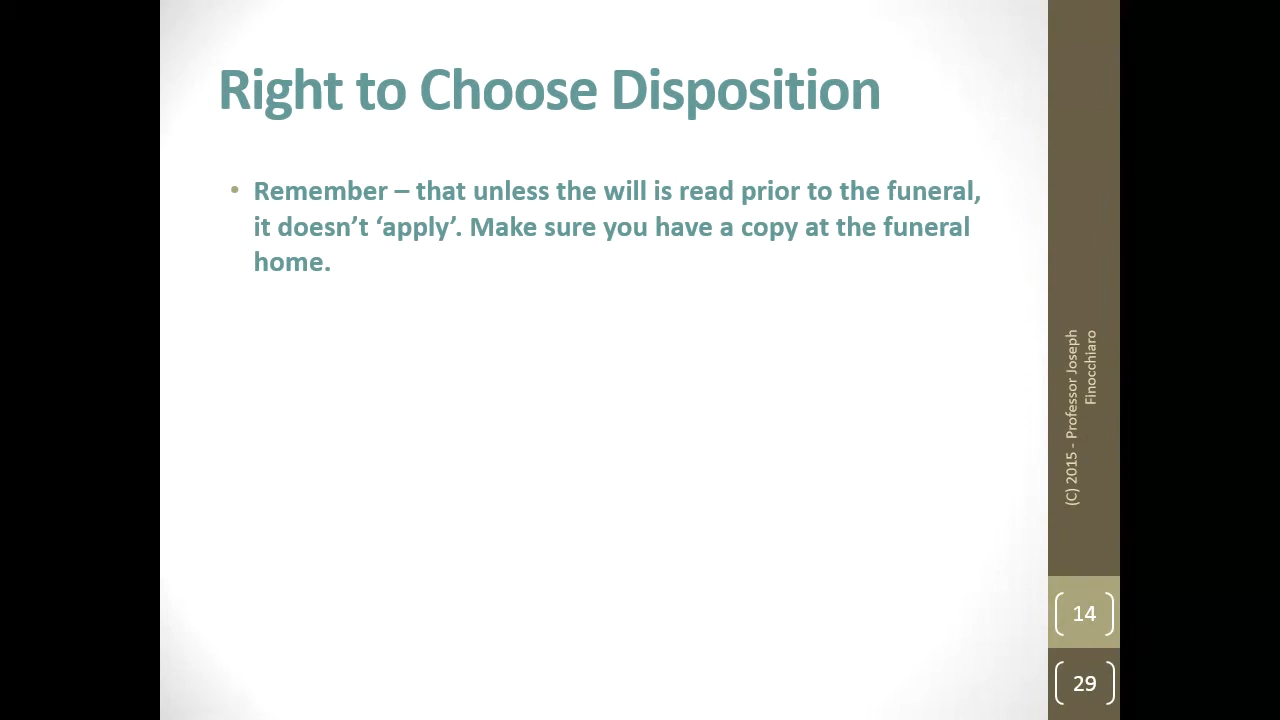 Right to Choose Disposition
• Remember – that unless the will is read prior to the funeral,
it doesn’t ‘apply’. Make sure you have a copy at the funeral
home.
(C) 2015 - Professor Joseph
Finocchiaro
14
29